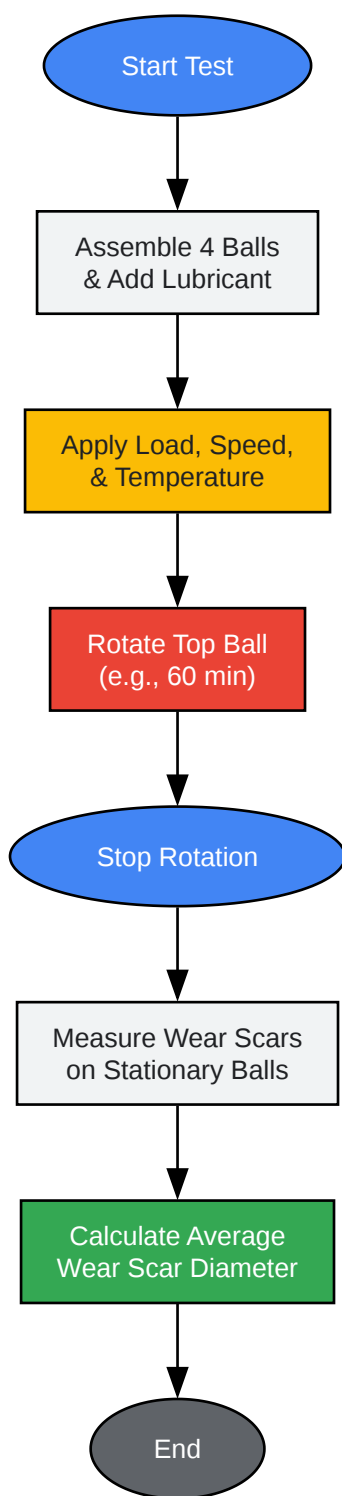 Start Test
Assemble 4 Balls
& Add Lubricant
Apply Load, Speed,
& Temperature
Rotate Top Ball
(e.g., 60 min)
Stop Rotation
Measure Wear Scars
on Stationary Balls
Calculate Average
Wear Scar Diameter
End